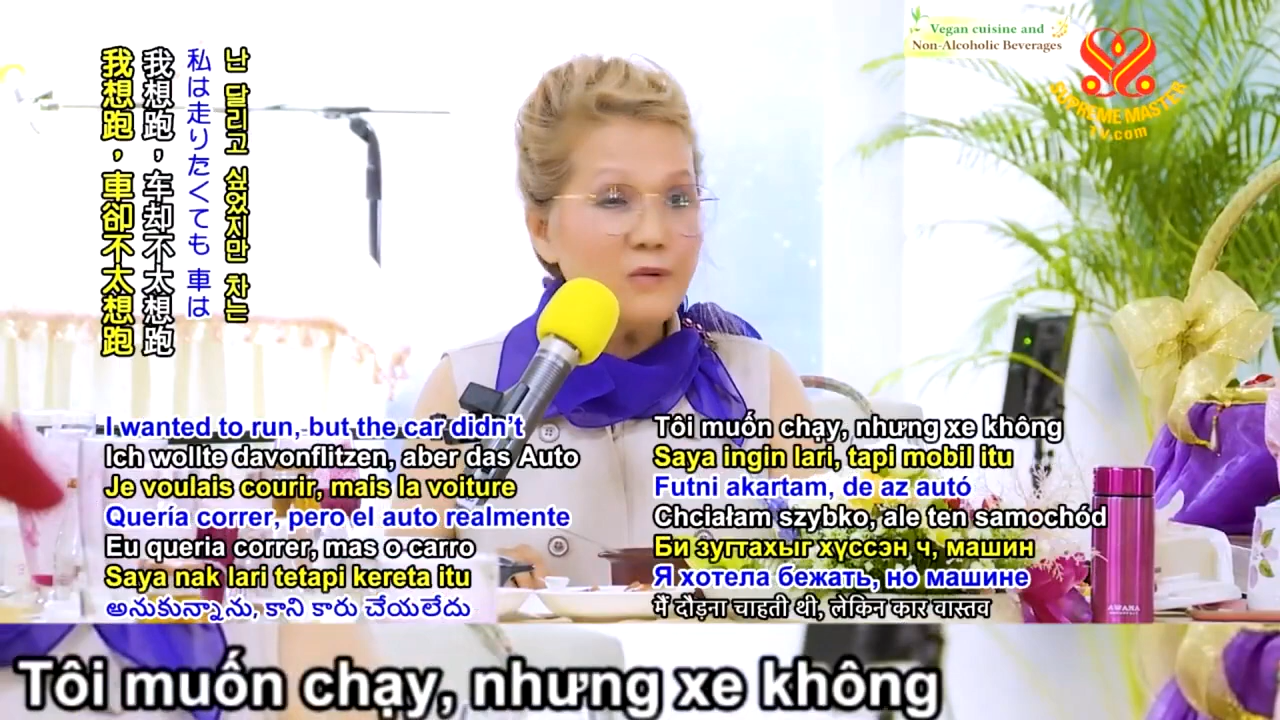 Vegan cuisine and
Non-Alcoholic Beverages
SUPREME MASTER
TV.com
난 달리고 싶었지만 차는
私は走りたくても 車は
我想跑，车却不太想跑
我想跑，車卻不太想跑
I wanted to run, but the car didn't
Ich wollte davonflitzen, aber das Auto
Je voulais courir, mais la voiture
Quería correr, pero el auto realmente
Eu queria correr, mas o carro
Saya nak lari tetapi kereta itu
అనుకున్నాను, కాని కారు చేయలేదు
Tôi muốn chạy, nhưng xe không
Saya ingin lari, tapi mobil itu
Futni akartam, de az autó
Chciałam szybko, ale ten samochód
Би зугтахыг хүссэн ч, машин
Я хотела бежать, но машине
मैं दौड़ना चाहती थी, लेकिन कार वास्तव
AWANA
Tôi muốn chạy, nhưng xe không